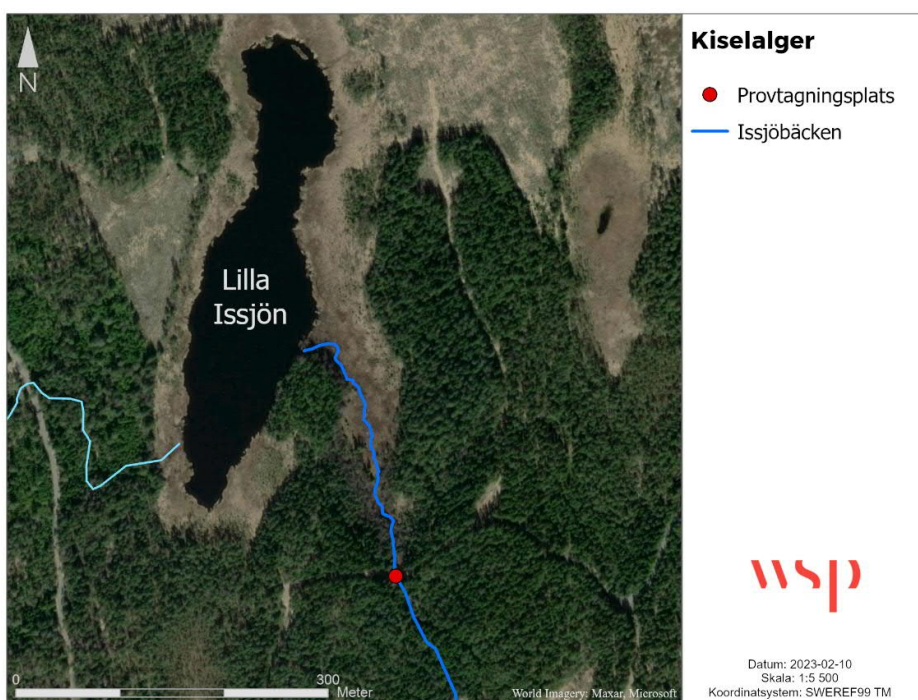 N
Lilla
Issjön
0
300
Meter
World Imagery: Maxar, Microsoft
Kiselalger
Provtagningsplats
Issjöbäcken
wsp
Datum: 2023-02-10
Skala: 1:5 500
Koordinatsystem: SWEREF99 TM